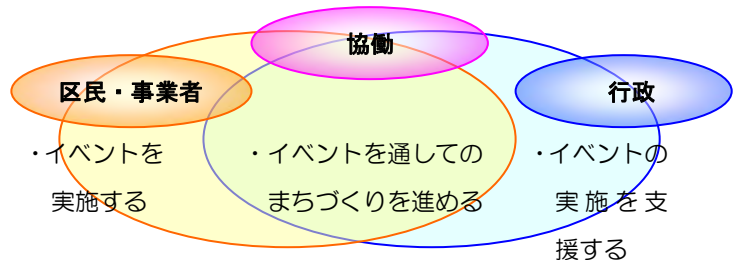 協働
区民・事業者
行政
・イベントを
実施する
・イベントを通しての
まちづくりを進める
・イベントの
実施を支
援する